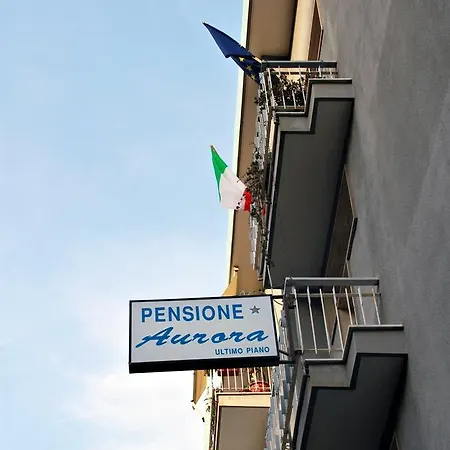 PENSIONE ★
Aurora
ULTIMO PIANO